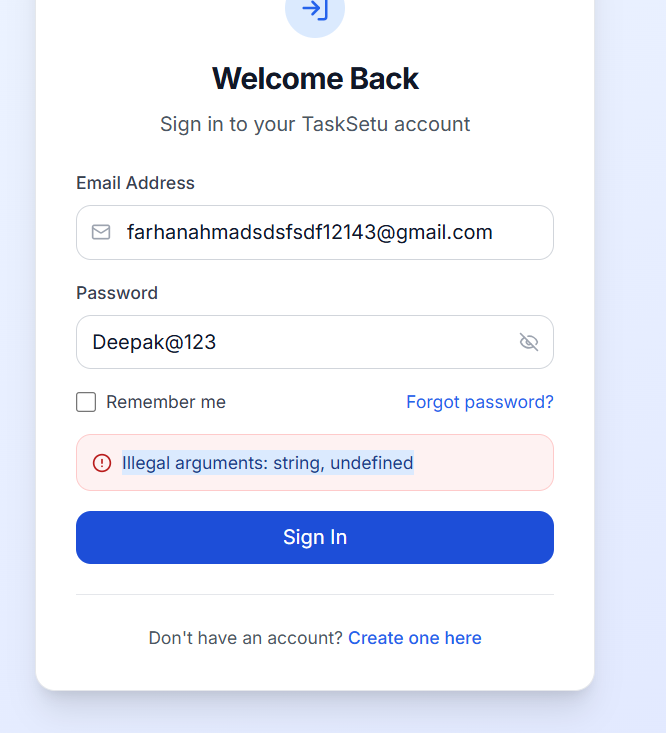 Welcome Back
Sign in to your TaskSetu account
Email Address
farhanahmadsdsfsdf12143@gmail.com
Password
Deepak@123
Remember me
Forgot password?
Illegal arguments: string, undefined
Sign In
Don't have an account? Create one here